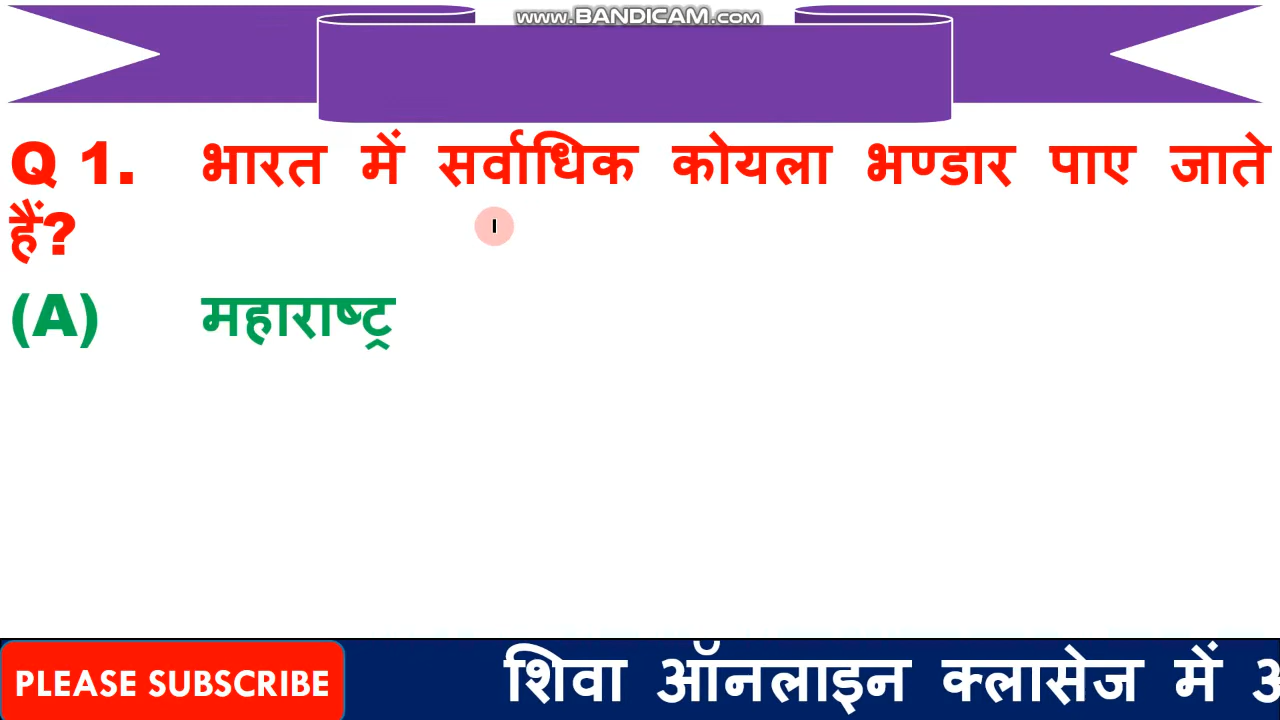 www.BANDICAM.com
Q 1. भारत में सर्वाधिक कोयला भण्डार पाए जाते
हैं?
(A) महाराष्ट्र
PLEASE SUBSCRIBE
शिवा ऑनलाइन क्लासेज में